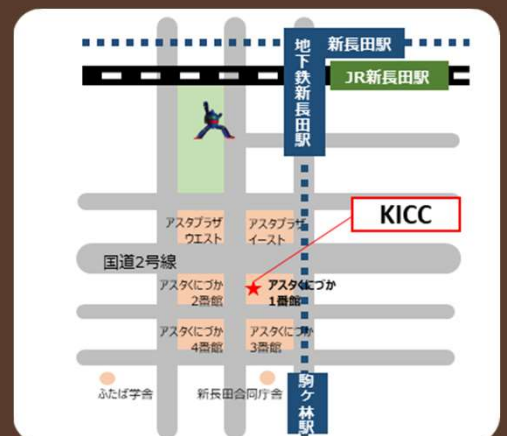 新長田駅
地下鉄新長田駅
JR新長田駅
KICC
アスタプラザ
ウエスト
アスタプラザ
イースト
国道2号線
アスタくにづか
2番館
アスタくにづか
1番館
アスタくにづか
4番館
アスタくにづか
3番館
ふたば学舎
新長田合同庁舎
駒ヶ林駅